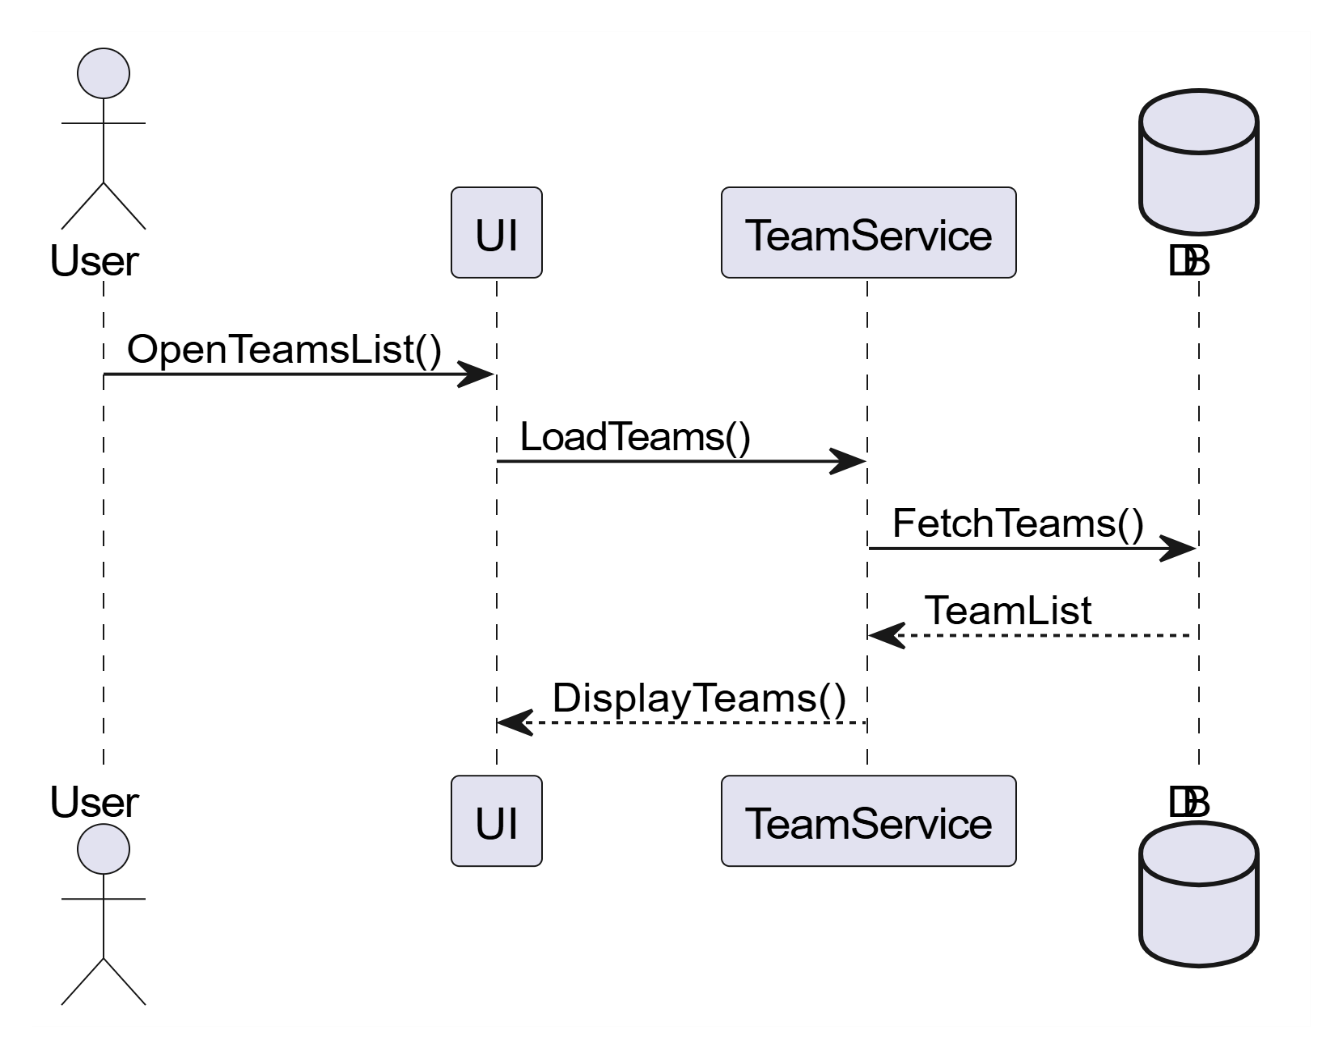 User
UI
TeamService
DB
OpenTeamsList()
LoadTeams()
FetchTeams()
TeamList
DisplayTeams()
User
UI
TeamService
DB